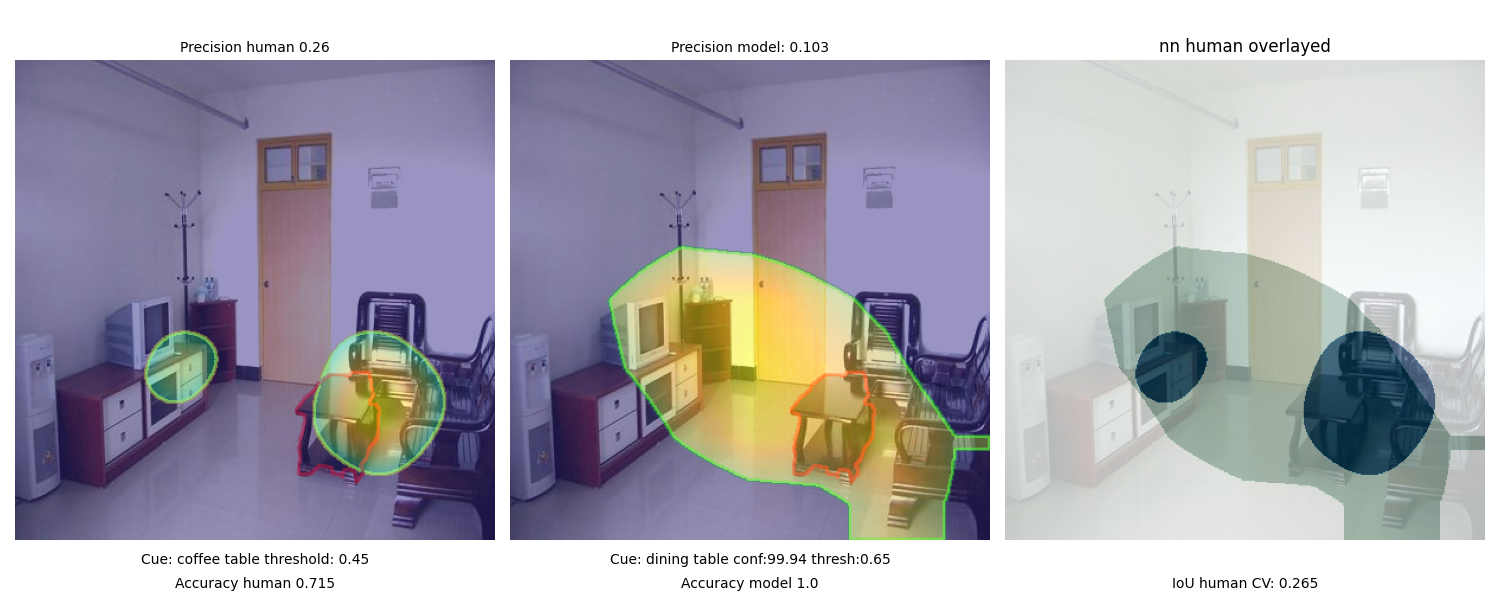 Precision human 0.26
Precision model: 0.103
nn human overlayed
Cue: coffee table threshold: 0.45
Accuracy human 0.715
Cue: dining table conf:99.94 thresh:0.65
Accuracy model 1.0
IoU human CV: 0.265